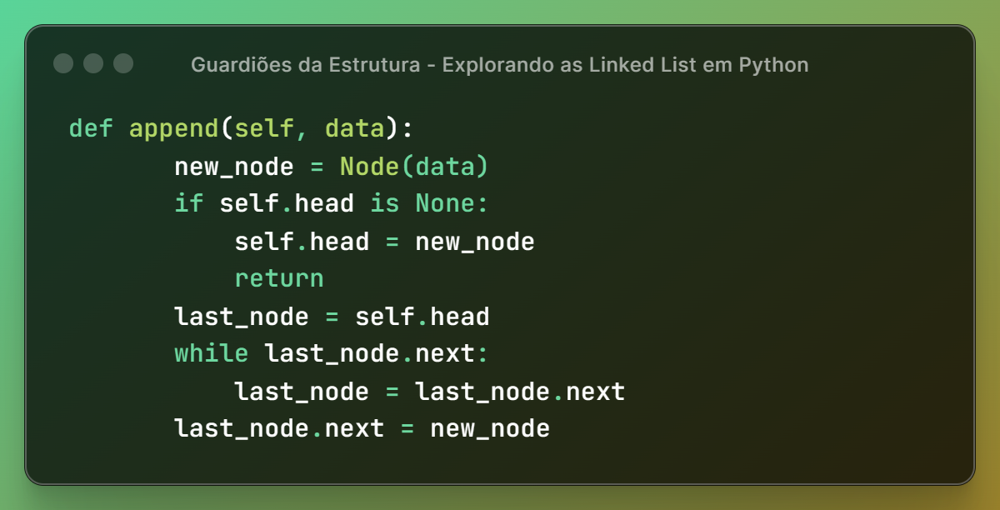 Guardiões da Estrutura - Explorando as Linked List em Python
def append(self, data):
        new_node = Node(data)
        if self.head is None:
            self.head = new_node
            return
        last_node = self.head
        while last_node.next:
            last_node = last_node.next
        last_node.next = new_node